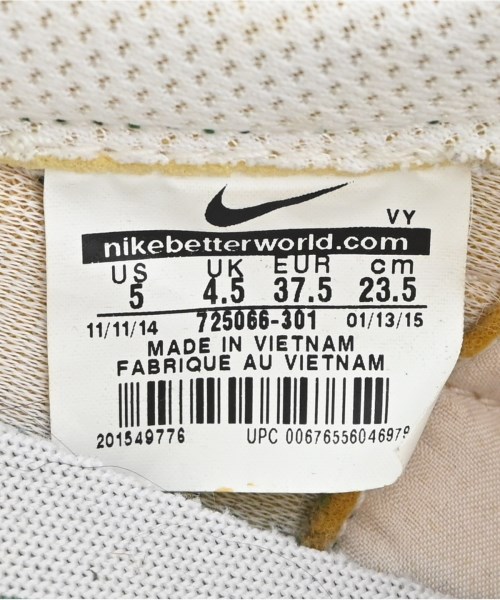 VY
nikebetterworld.com
US UK EUR cm
5 4.5 37.5 23.5
11/11/14 725066-301 01/13/15
MADE IN VIETNAM
FABRIQUE AU VIETNAM
201549776 UPC 00676556046979